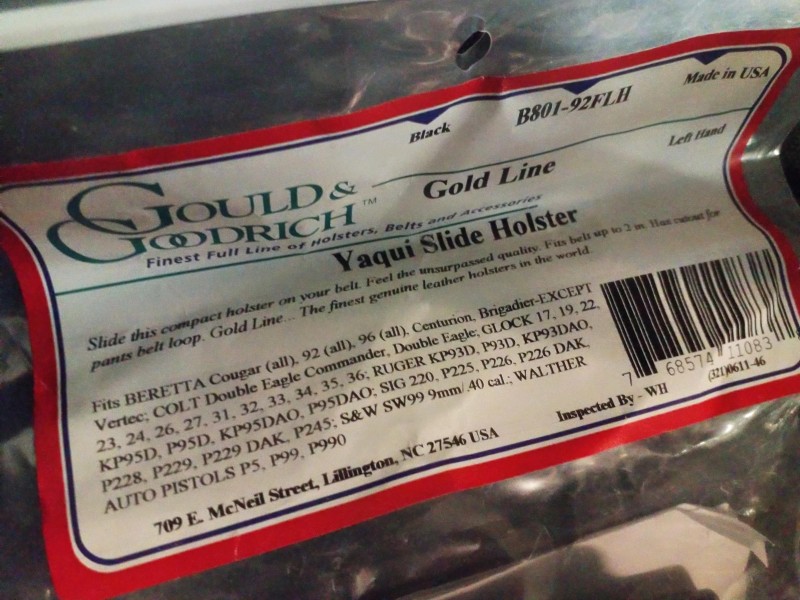 Black
B801-92FLH
Made in USA
GOULD &
GOODRICH™
Gold Line
Left Hand
Finest Full Line of Holsters, Belts and Accessories
Yaqui Slide Holster
Slide this compact holster on your belt. Feel the unsurpassed quality. Fits belt up to 2 in. Has cutout for
pants belt loop. Gold Line... The finest genuine leather holsters in the world.
Fits BERETTA Cougar (all), 92 (all), 96 (all), Centurion, Brigadier-EXCEPT
Vertec; COLT Double Eagle Commander, Double Eagle; GLOCK 17, 19, 22,
23, 24, 26, 27, 31, 32, 33, 34, 35, 36; RUGER KP93D, P93D, KP93DAO,
KP95D, P95D, KP95DAO, P95DAO; SIG 220, P225, P226, P226 DAK,
P228, P229, P229 DAK, P245; S&W SW99 9mm/.40 cal.; WALTHER
AUTO PISTOLS P5, P99, P990
7 68574 11083
(321)0611-46
Inspected By - WH
709 E. McNeil Street, Lillington, NC 27546 USA